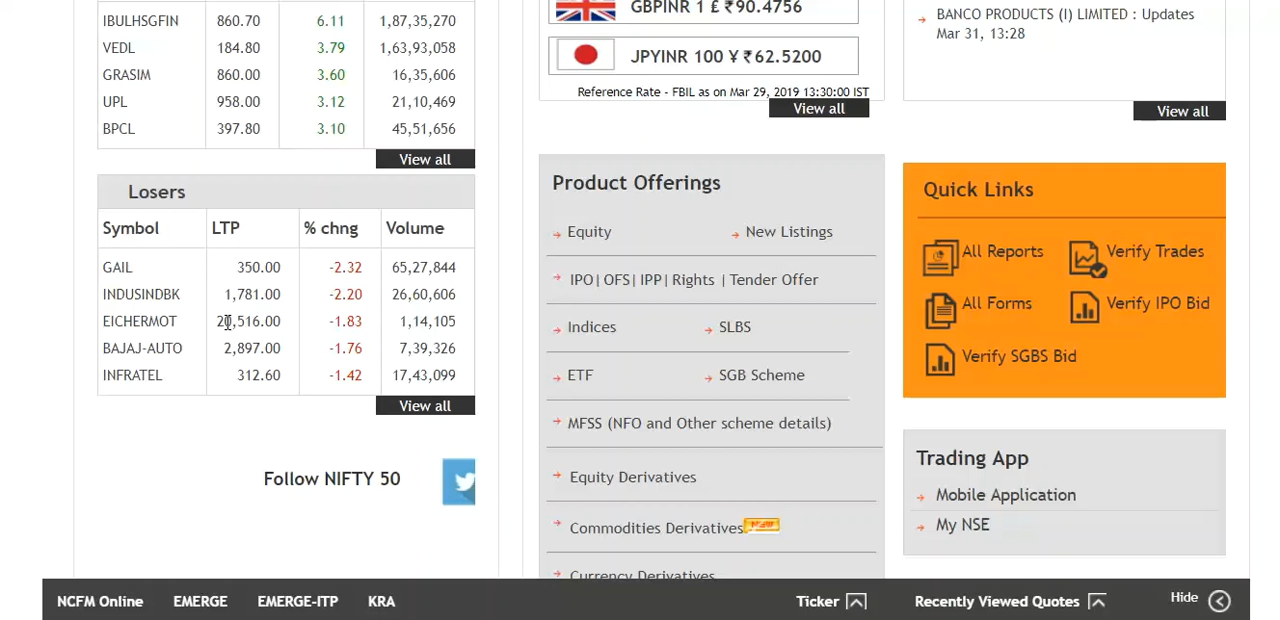 IBULHSGFIN 860.70 6.11 1,87,35,270
VEDL 184.80 3.79 1,63,93,058
GRASIM 860.00 3.60 16,35,606
UPL 958.00 3.12 21,10,469
BPCL 397.80 3.10 45,51,656
View all
Losers
Symbol LTP % chng Volume
GAIL 350.00 -2.32 65,27,844
INDUSINDBK 1,781.00 -2.20 26,60,606
EICHERMOT -1.83 1,14,105
BAJAJ-AUTO 2,897.00 -1.76 7,39,326
INFRATEL 312.60 -1.42 17,43,099
View all
Follow NIFTY 50
GBPINR 1 £ ₹90.4756
JPYINR 100 ¥ ₹62.5200
Reference Rate - FBIL as on Mar 29, 2019 13:30:00 IST
View all
Product Offerings
Equity New Listings
IPO| OFS| IPP| Rights | Tender Offer
Indices SLBS
ETF SGB Scheme
MFSS (NFO and Other scheme details)
Equity Derivatives
Commodities Derivatives
Currency Derivatives
BANCO PRODUCTS (I) LIMITED : Updates
Mar 31, 13:28
View all
Quick Links
All Reports Verify Trades
All Forms Verify IPO Bid
Verify SGBS Bid
Trading App
Mobile Application
My NSE
NCFM Online EMERGE EMERGE-ITP KRA Ticker Recently Viewed Quotes Hide